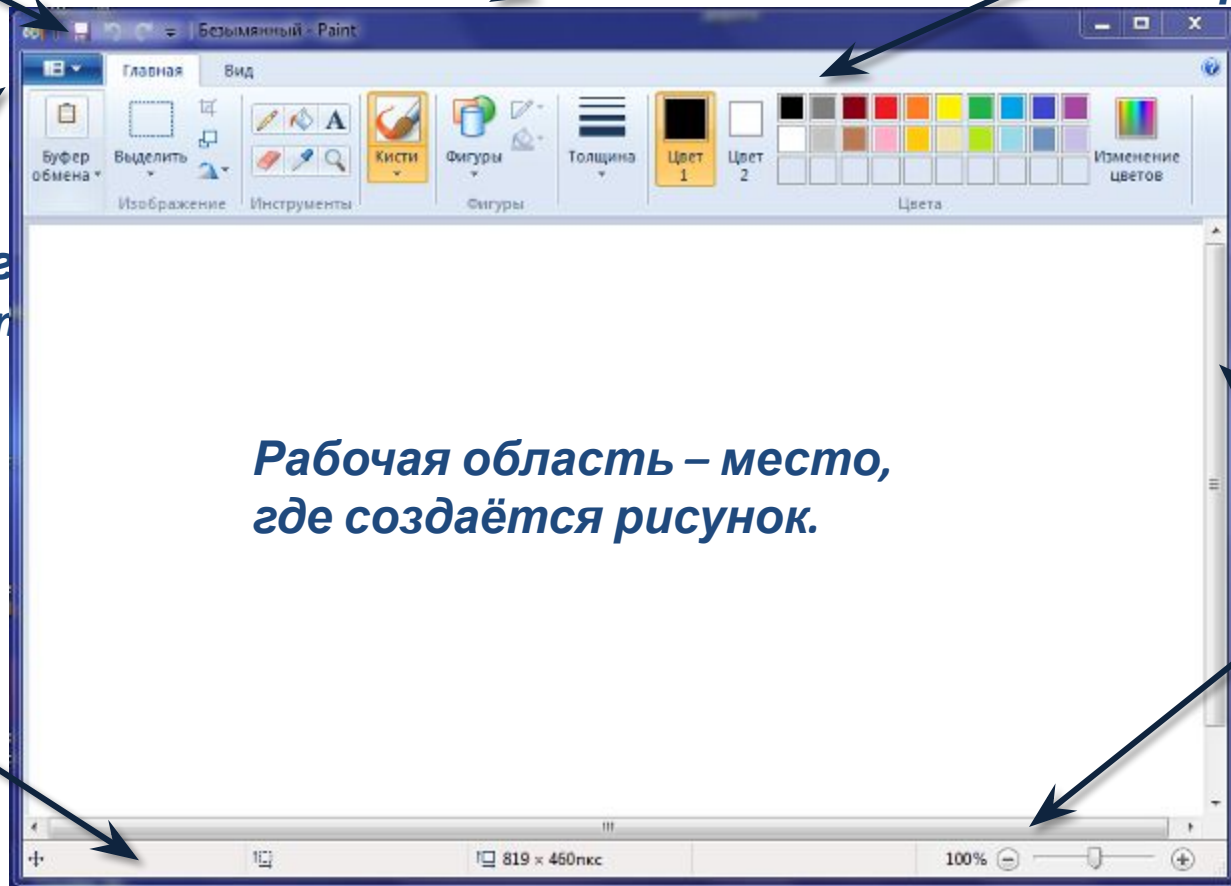 Безымянный - Paint
Главная Вид
Буфер обмена
Выделить
Кисти
Фигуры
Толщина
Цвет 1
Цвет 2
Изменение цветов
Изображение Инструменты Фигуры Цвета
A
Рабочая область – место,
где создаётся рисунок.
819 × 460пкс 100%